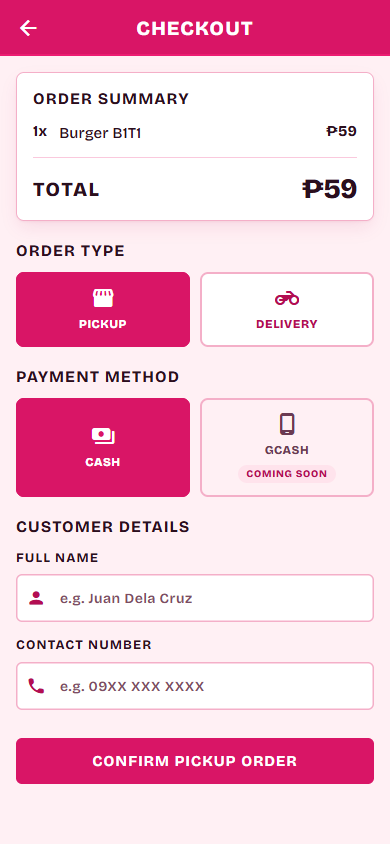 CHECKOUT
ORDER SUMMARY
1x Burger B1T1 ₱59
TOTAL ₱59
ORDER TYPE
PICKUP DELIVERY
PAYMENT METHOD
CASH GCASH
COMING SOON
CUSTOMER DETAILS
FULL NAME
e.g. Juan Dela Cruz
CONTACT NUMBER
e.g. 09XX XXX XXXX
CONFIRM PICKUP ORDER